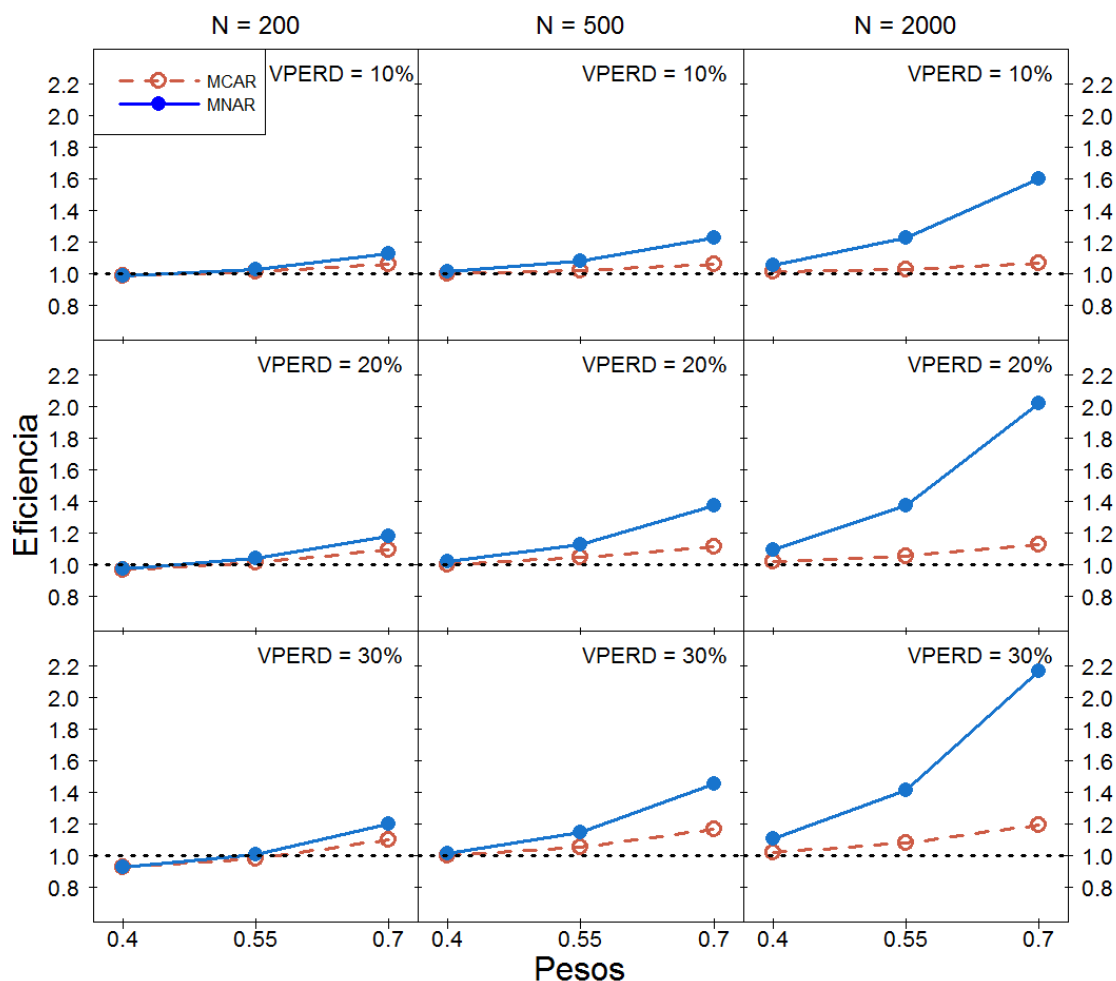 N = 200 N = 500 N = 2000
MCAR
MNAR
VPERD = 10% VPERD = 10% VPERD = 10%
2.2 2.2
2.0 2.0
1.8 1.8
1.6 1.6
1.4 1.4
1.2 1.2
1.0 1.0
0.8 0.8
VPERD = 20% VPERD = 20% VPERD = 20%
2.2 2.2
2.0 2.0
1.8 1.8
1.6 1.6
1.4 1.4
1.2 1.2
1.0 1.0
0.8 0.8
Eficiencia
VPERD = 30% VPERD = 30% VPERD = 30%
2.2 2.2
2.0 2.0
1.8 1.8
1.6 1.6
1.4 1.4
1.2 1.2
1.0 1.0
0.8 0.8
0.4 0.55 0.7 0.4 0.55 0.7 0.4 0.55 0.7
Pesos